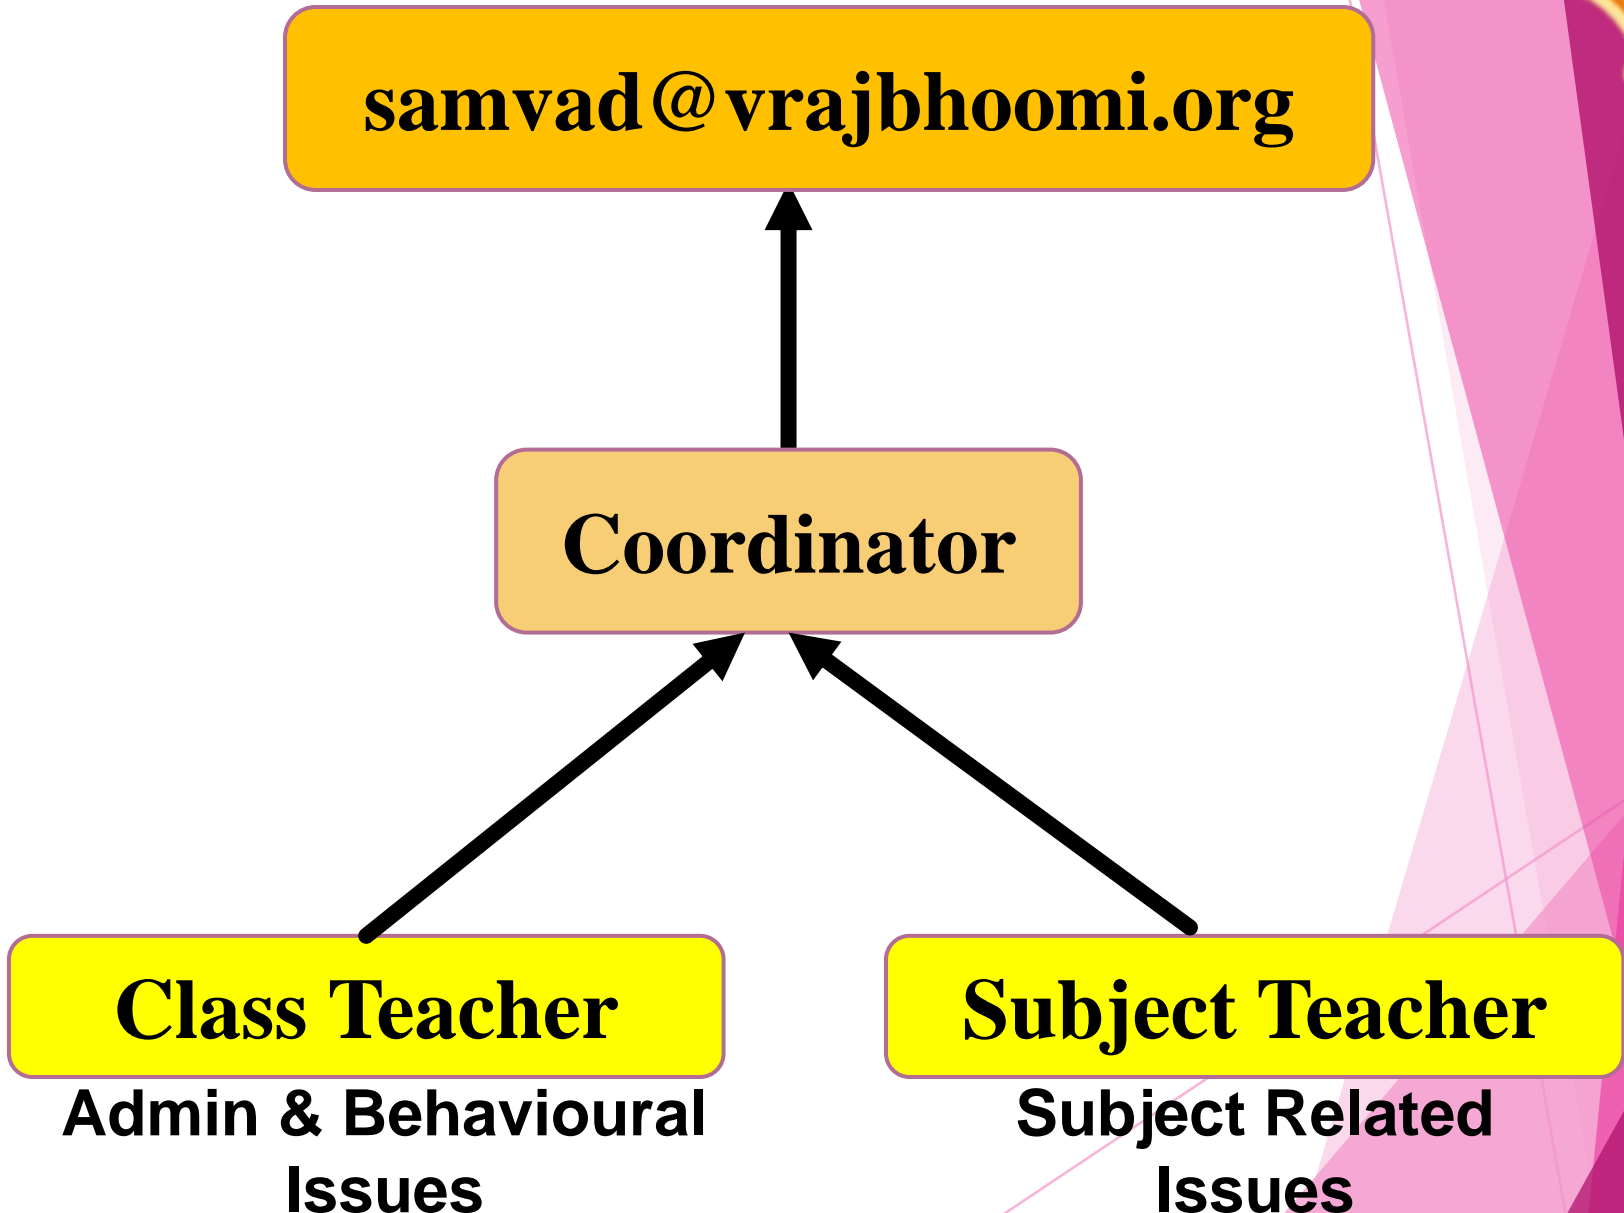 samvad@vrajbhoomi.org
Coordinator
Class Teacher
Subject Teacher
Admin & Behavioural
Issues
Subject Related
Issues